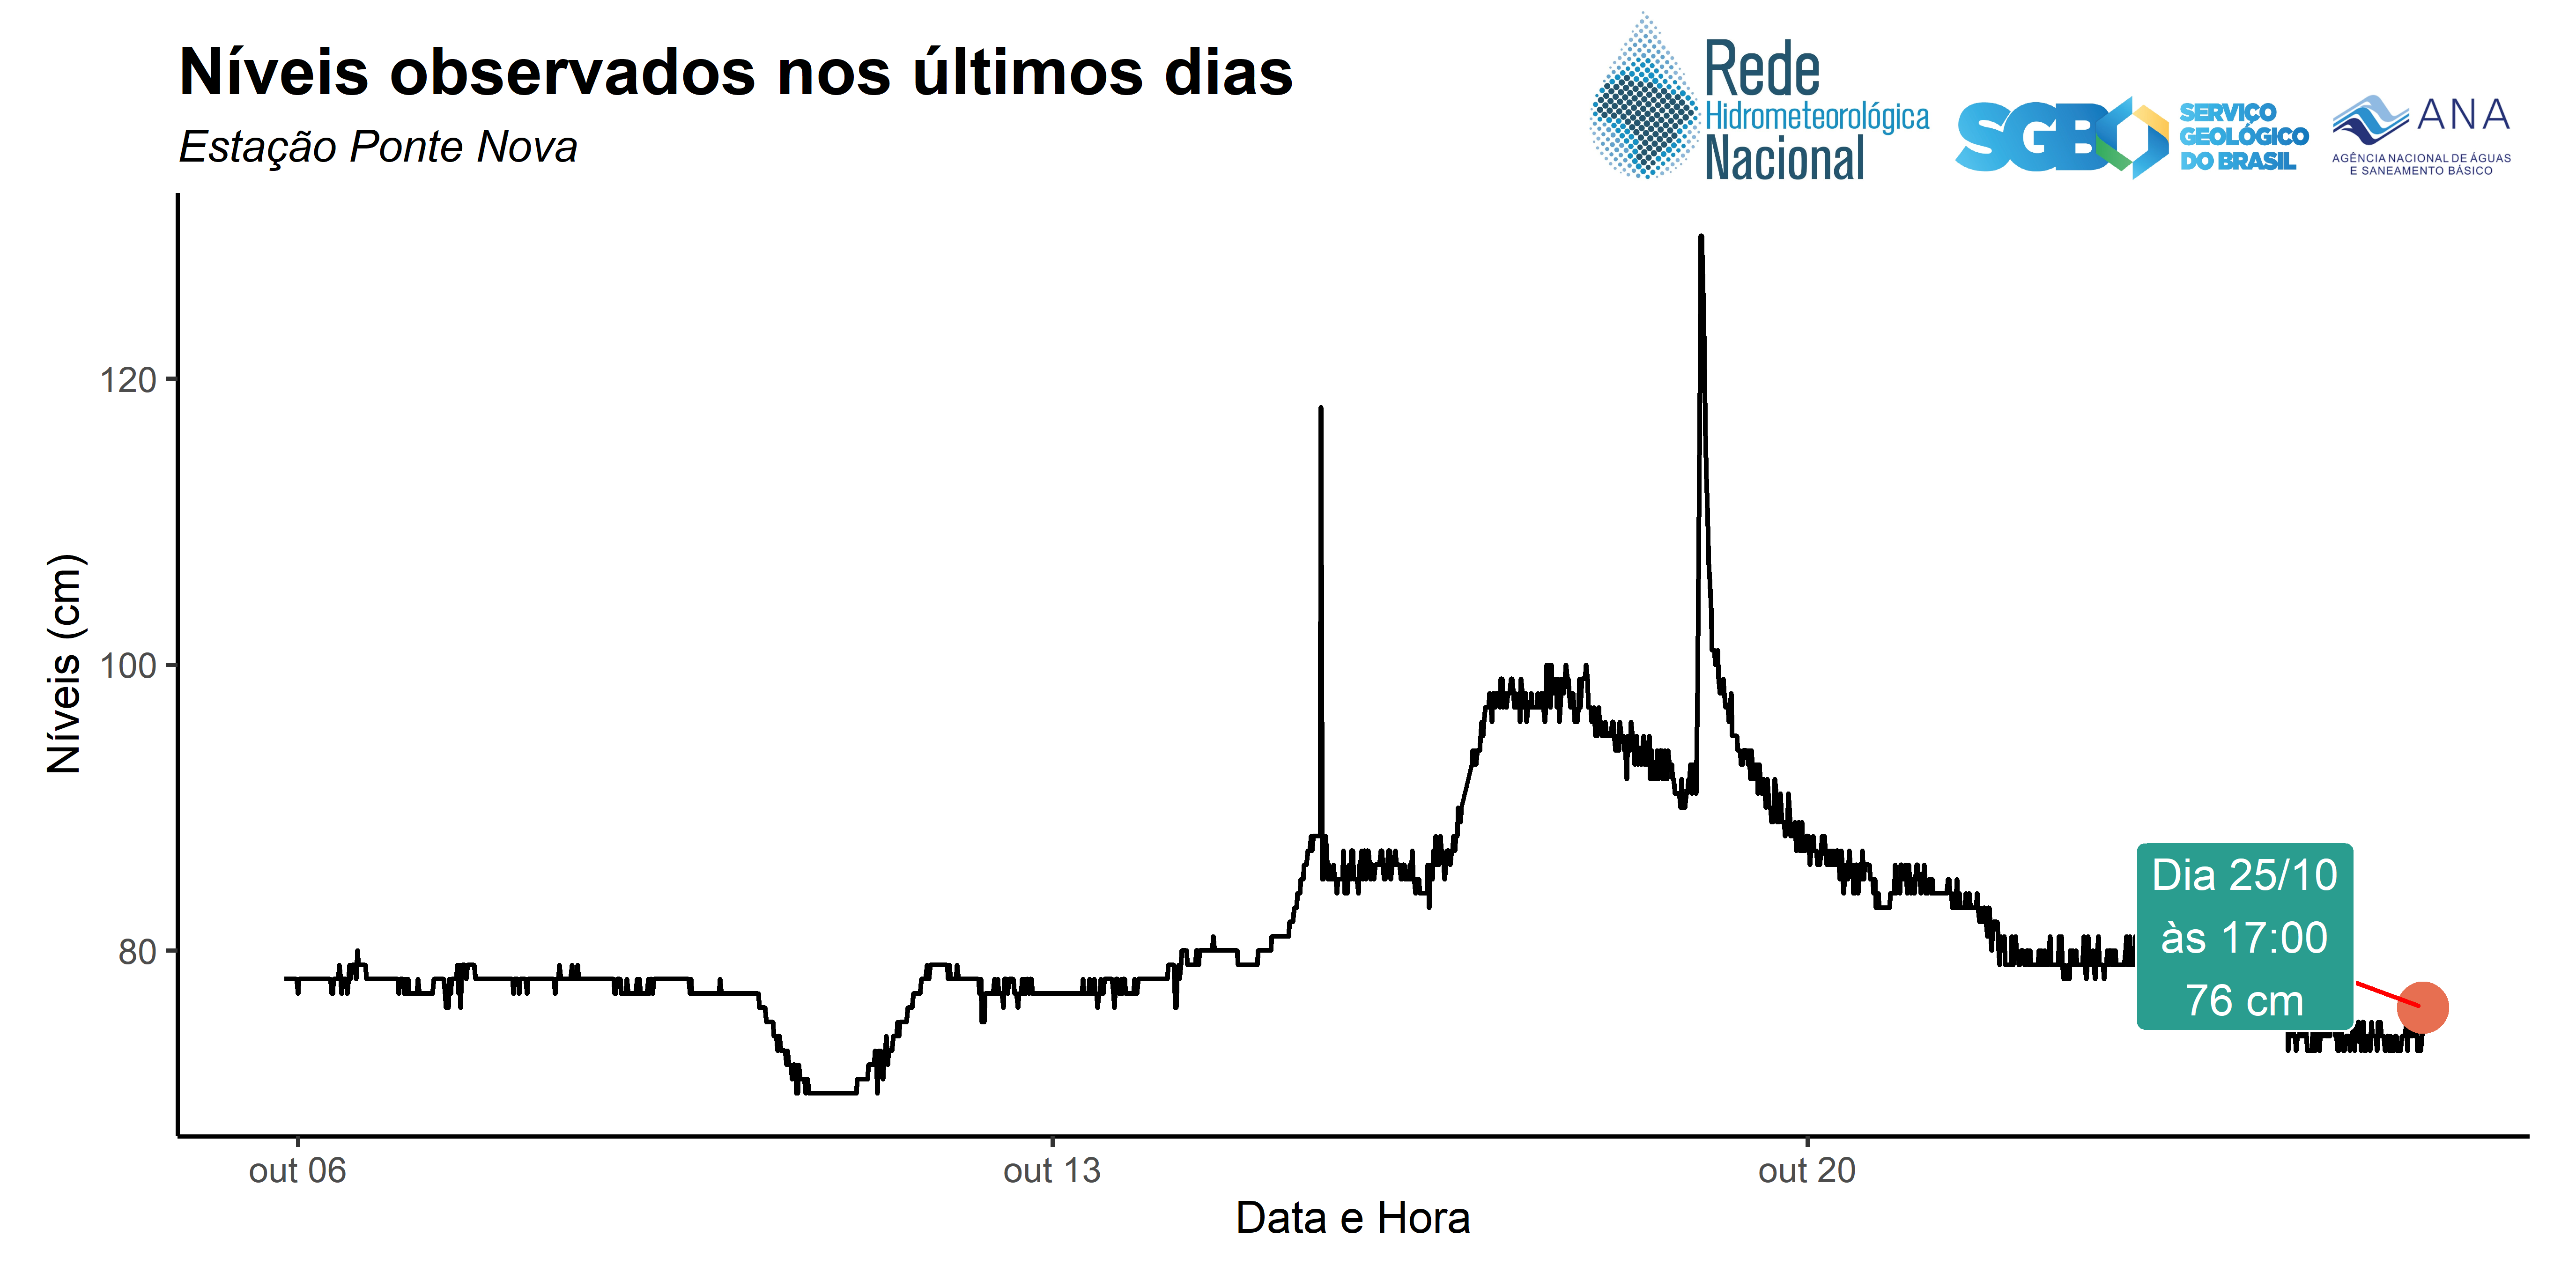 Níveis observados nos últimos dias
Estação Ponte Nova
Rede
Hidrometeorológica
Nacional
SGB
SERVIÇO
GEOLÓGICO
DO BRASIL
ANA
AGÊNCIA NACIONAL DE ÁGUAS
E SANEAMENTO BÁSICO
Níveis (cm)
120
100
80
Dia 25/10
às 17:00
76 cm
out 06
out 13
out 20
Data e Hora